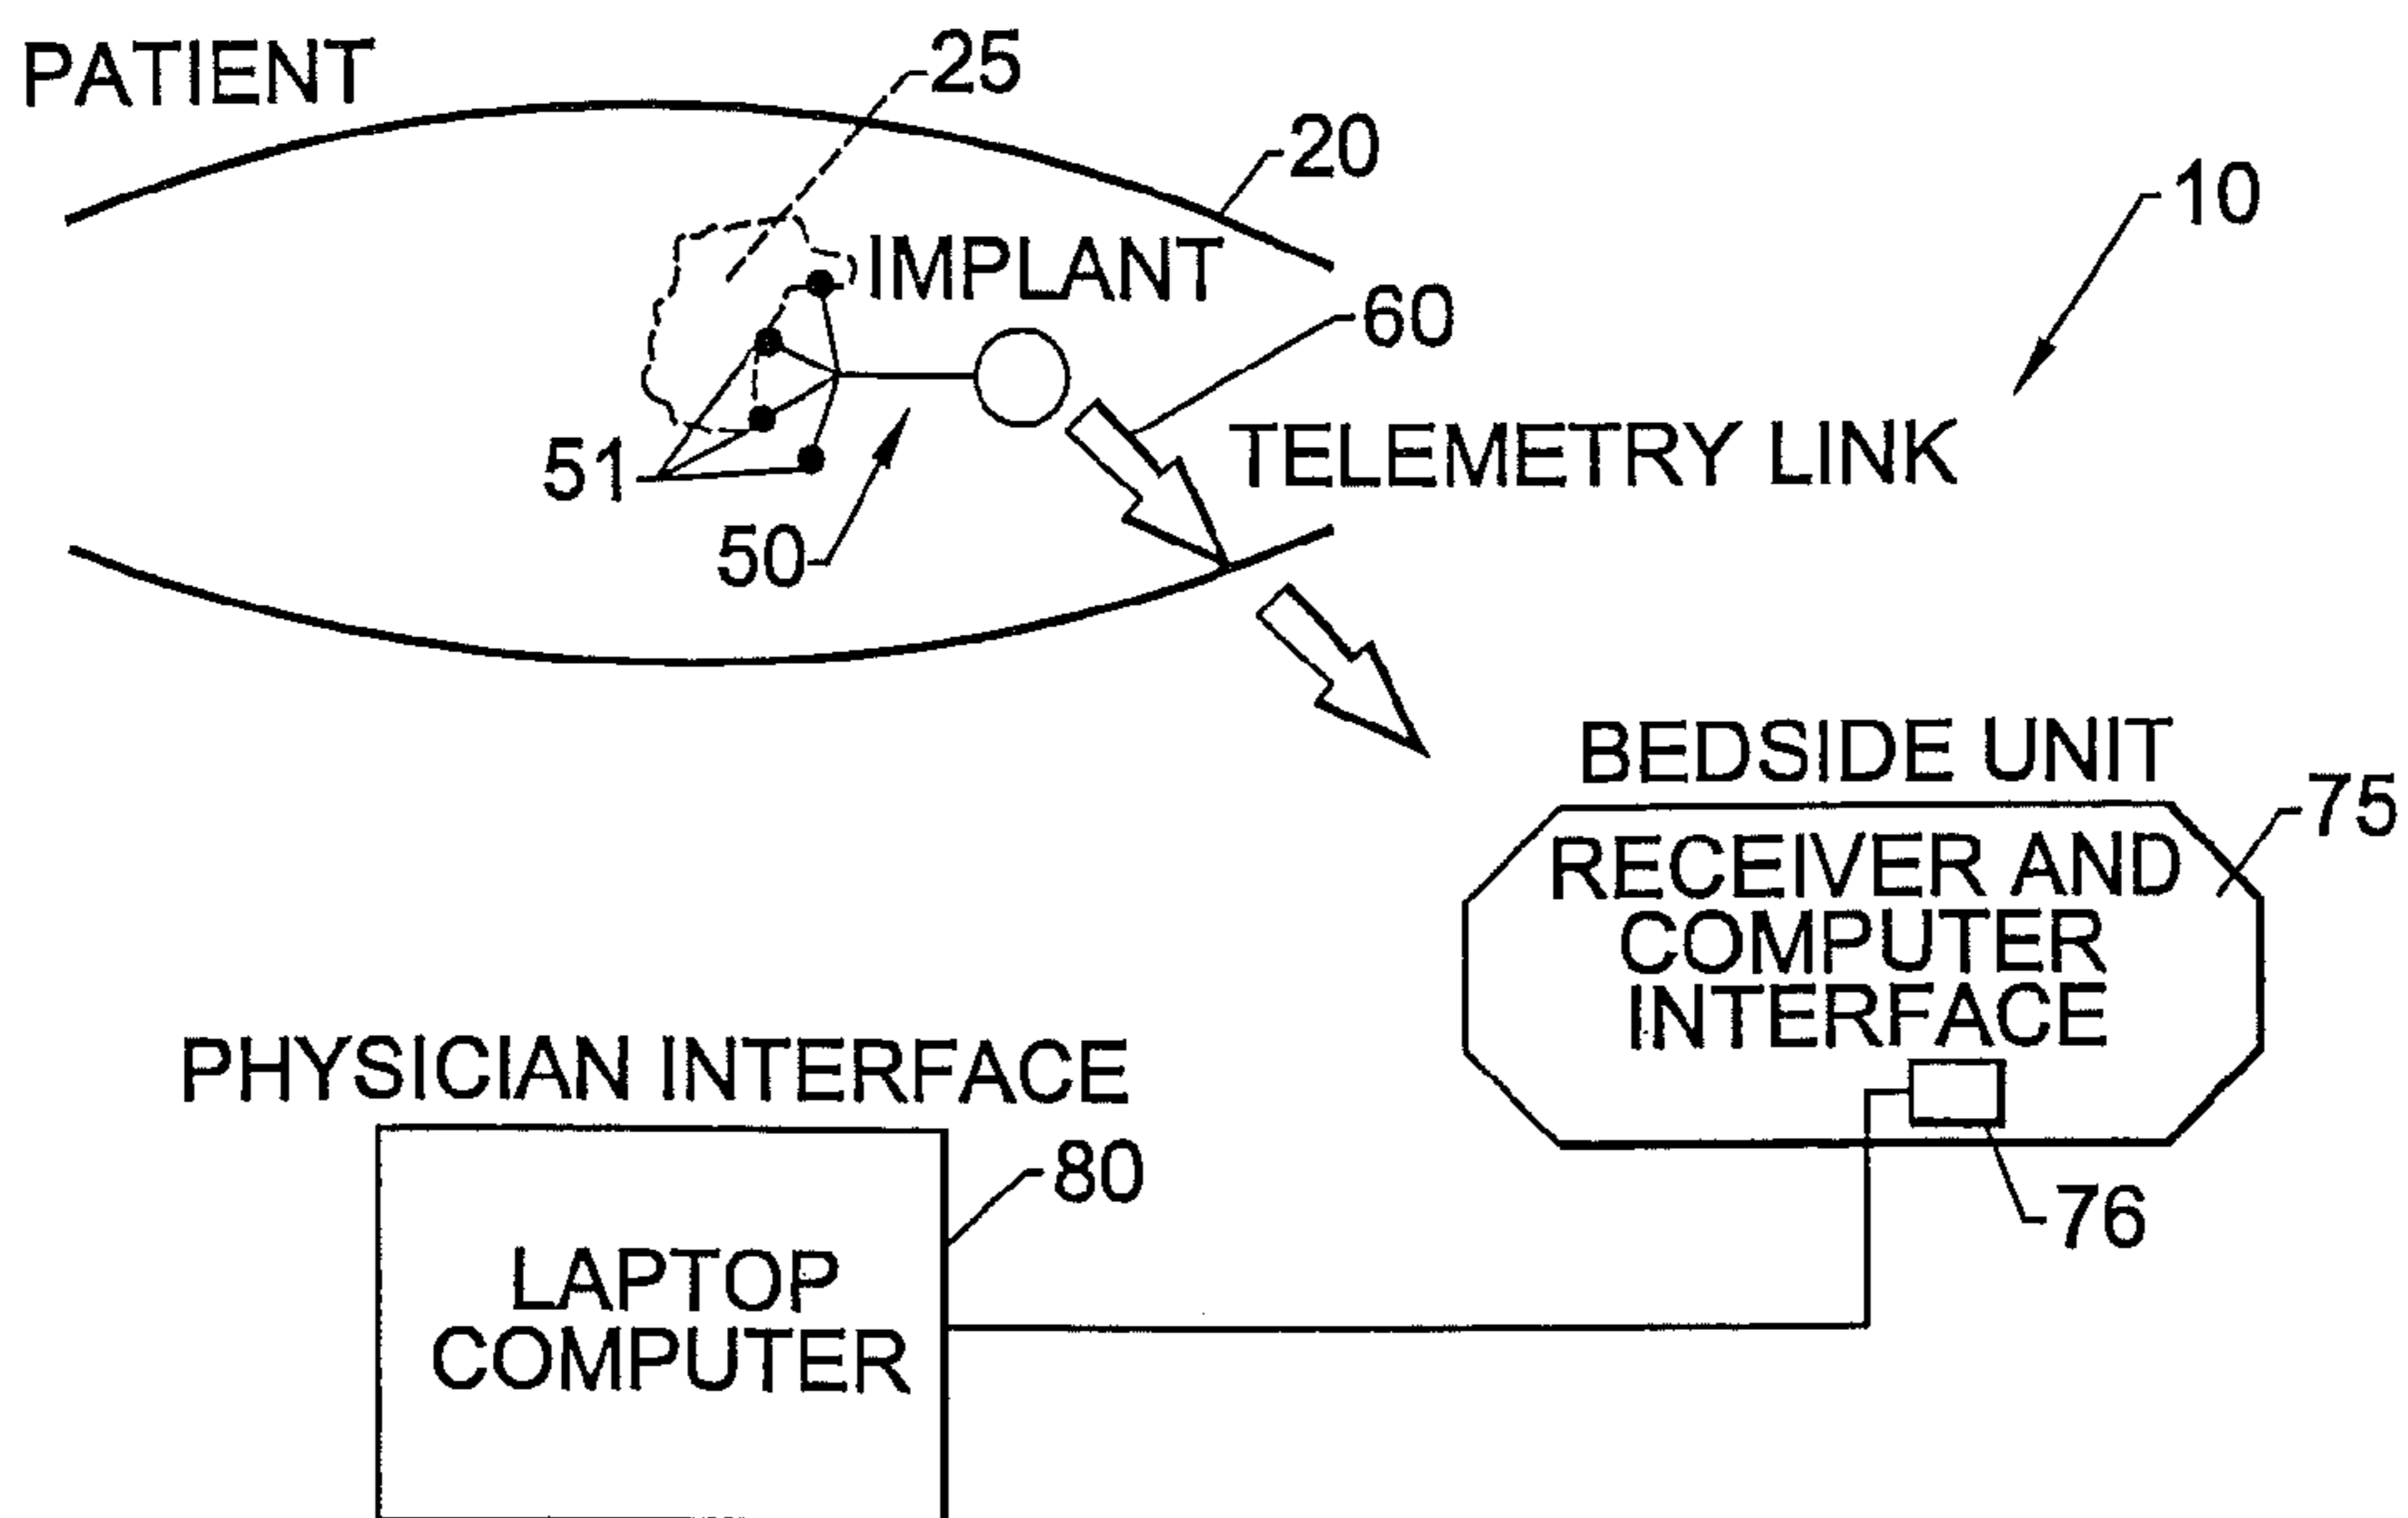 PATIENT
25
20
10
IMPLANT
60
TELEMETRY LINK
51
50
BEDSIDE UNIT
75
RECEIVER AND
COMPUTER
INTERFACE
76
PHYSICIAN INTERFACE
80
LAPTOP
COMPUTER